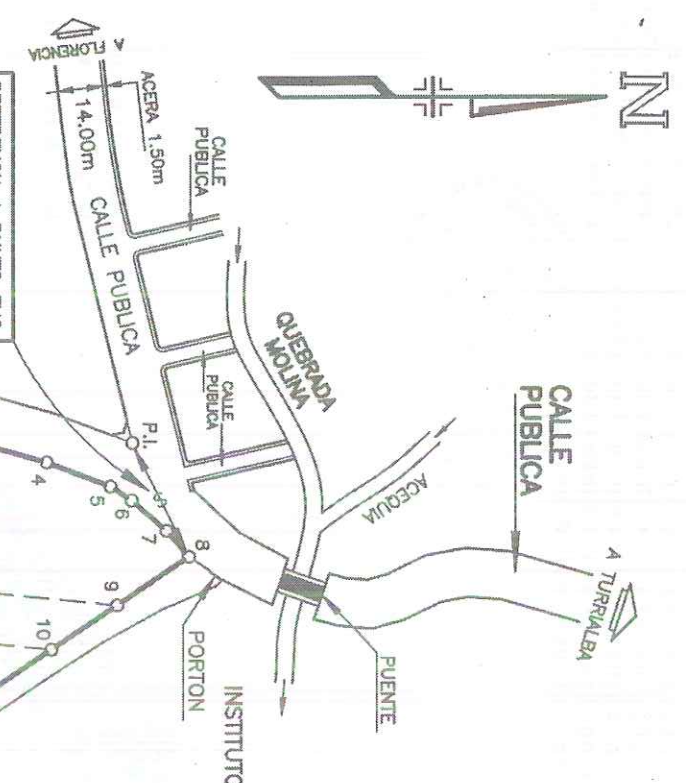 N
A FLORENCIA
ACERA 1.50m
14.00m
CALLE PUBLICA
CALLE
PUBLICA
CALLE
PUBLICA
QUEBRADA
MOLINA
ACEQUIA
CALLE
PUBLICA
A TURRIALBA
PUENTE
PORTON
INSTITUTO
P.I.
4
5
6
7
8
9
10